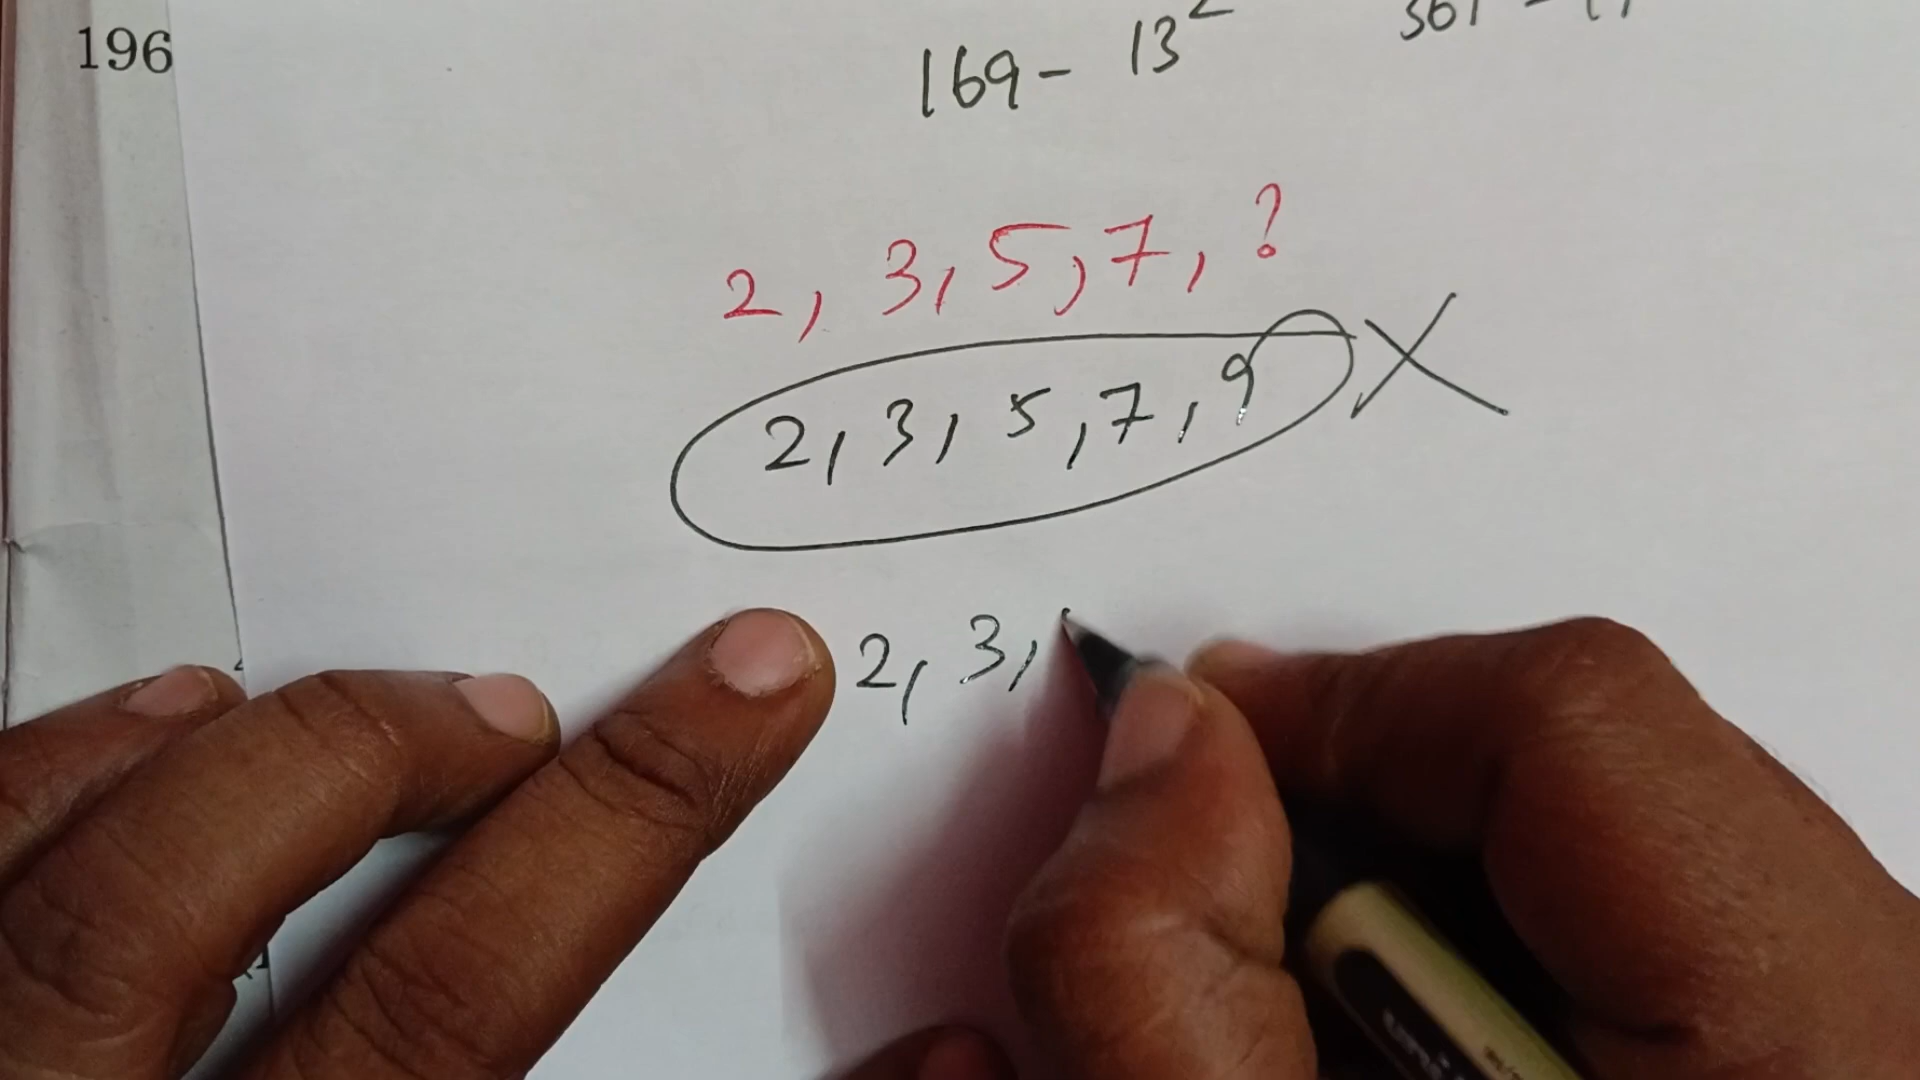 196
169 - 13²
2, 3, 5, 7, ?
2, 3, 5, 7, 9
2, 3,